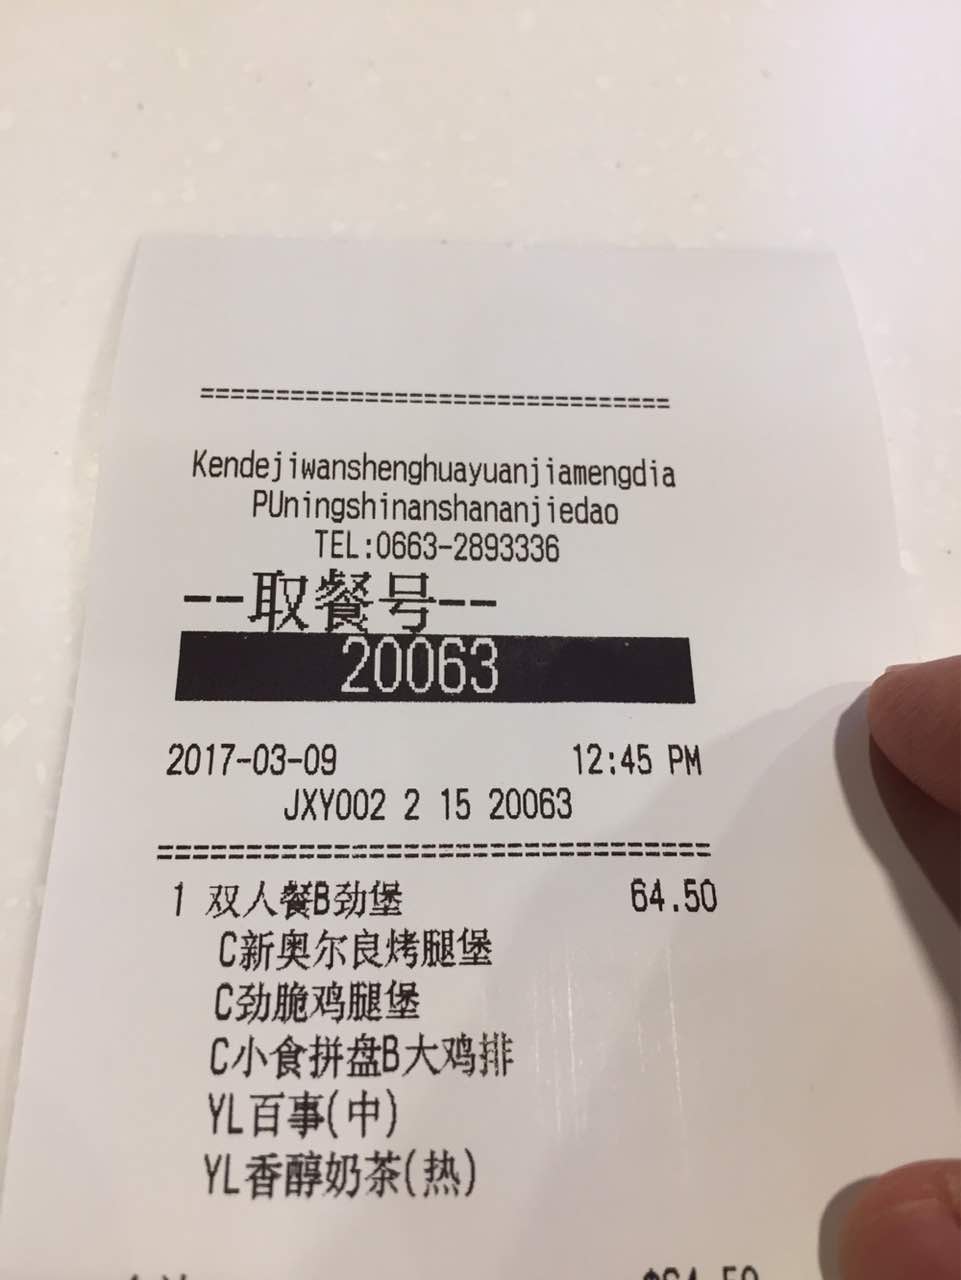 ===============================
Kendejiwanshenghuayuanjiamengdia
PUningshinanshananjiedao
TEL:0663-2893336
--取餐号--
20063
2017-03-09 12:45 PM
JXY002 2 15 20063
===================================
1 双人餐B劲堡 64.50
C新奥尔良烤腿堡
C劲脆鸡腿堡
C小食拼盘B大鸡排
YL百事(中)
YL香醇奶茶(热)